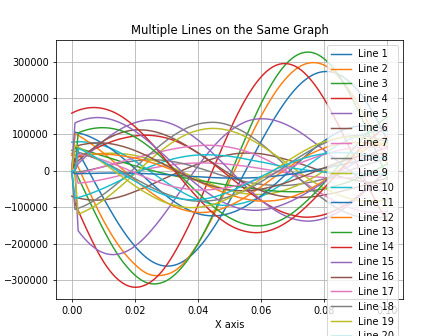 Multiple Lines on the Same Graph
300000
200000
100000
0
−100000
−200000
−300000
0.00
0.02
0.04
0.06
0.08
X axis
Line 1
Line 2
Line 3
Line 4
Line 5
Line 6
Line 7
Line 8
Line 9
Line 10
Line 11
Line 12
Line 13
Line 14
Line 15
Line 16
Line 17
Line 18
Line 19
Line 20